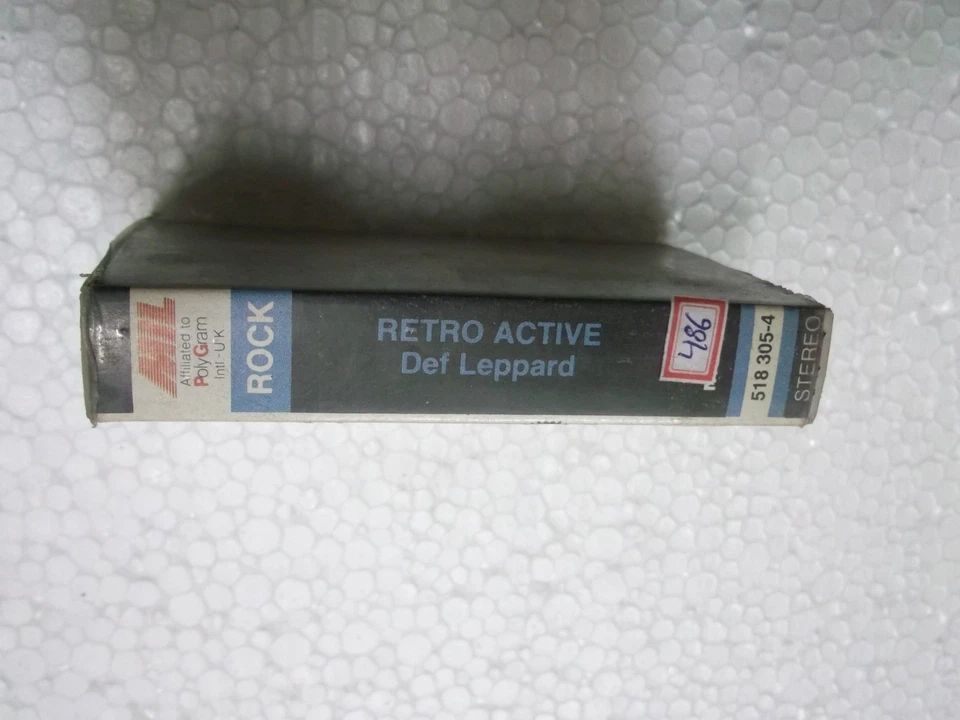 MIL
Affiliated to
PolyGram
Intl - U K
ROCK
RETRO ACTIVE
Def Leppard
486
518 305-4
STEREO